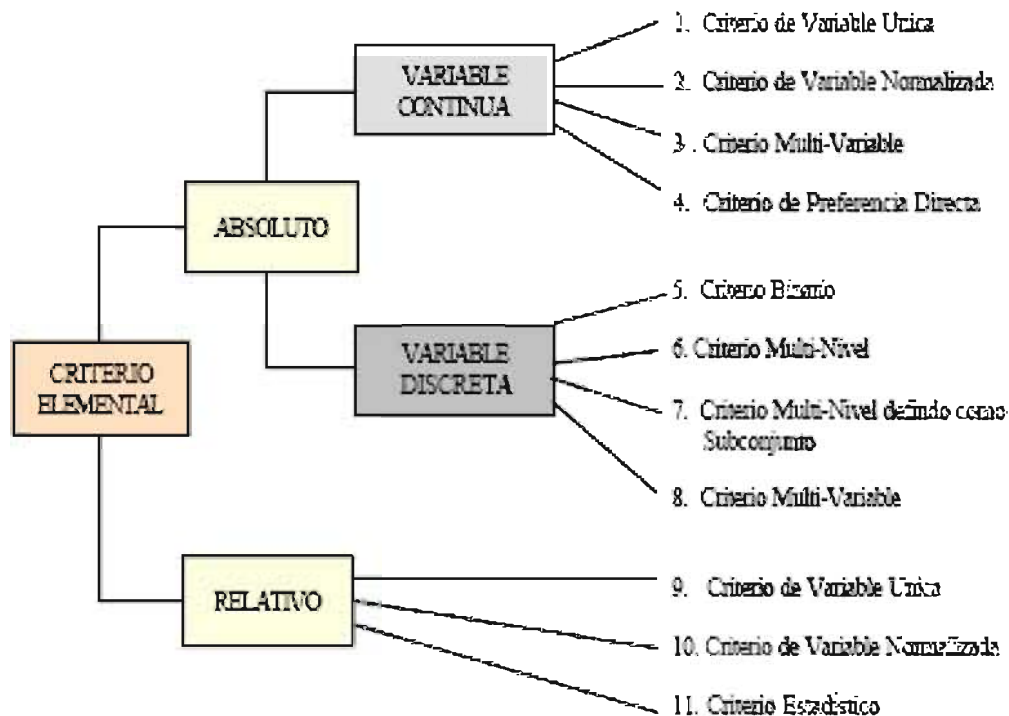 CRITERIO
ELEMENTAL
ABSOLUTO
VARIABLE
CONTINUA
1. Criterio de Variable Unica
2. Criterio de Variable Normalizada
3 . Criterio Multi-Variable
4. Criterio de Preferencia Directa
VARIABLE
DISCRETA
5. Criterio Binario
6. Criterio Multi-Nivel
7. Criterio Multi-Nivel definido como
Subconjunto
8. Criterio Multi-Variable
RELATIVO
9. Criterio de Variable Unica
10. Criterio de Variable Normalizada
11. Criterio Estadístico